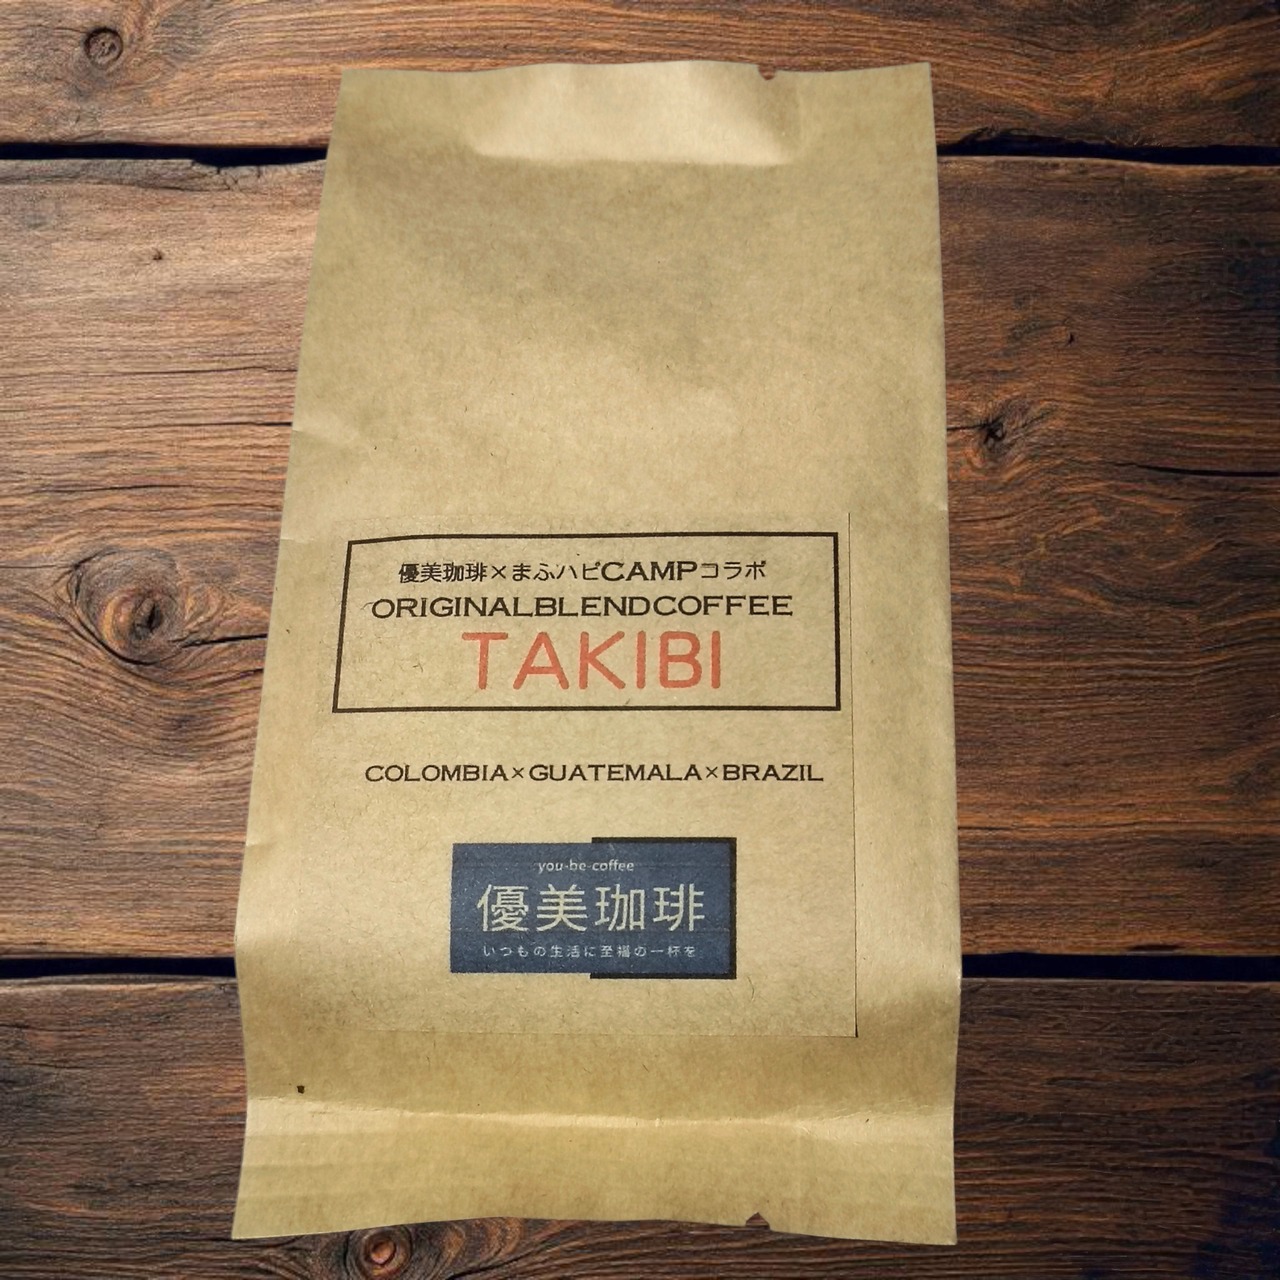 優美珈琲×まふハピCAMPコラボ
ORIGINALBLENDCOFFEE
TAKIBI
COLOMBIA×GUATEMALA×BRAZIL
you-be-coffee
優美珈琲
いつもの生活に至福の一杯を